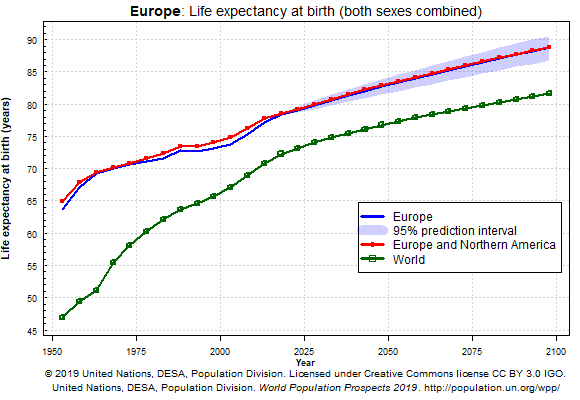 Europe: Life expectancy at birth (both sexes combined)
Life expectancy at birth (years)
90
85
80
75
70
65
60
55
50
45
Europe
95% prediction interval
Europe and Northern America
World
1950 1975 2000 2025 2050 2075 2100
Year
© 2019 United Nations, DESA, Population Division. Licensed under Creative Commons license CC BY 3.0 IGO.
United Nations, DESA, Population Division. World Population Prospects 2019. http://population.un.org/wpp/